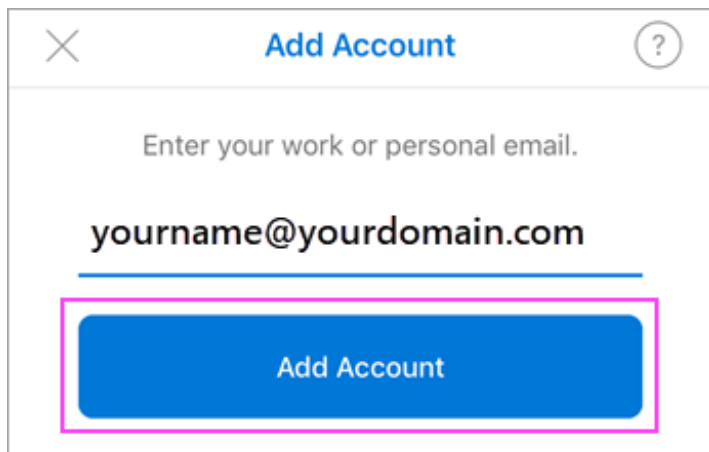 Add Account
?
Enter your work or personal email.
yourname@yourdomain.com
Add Account